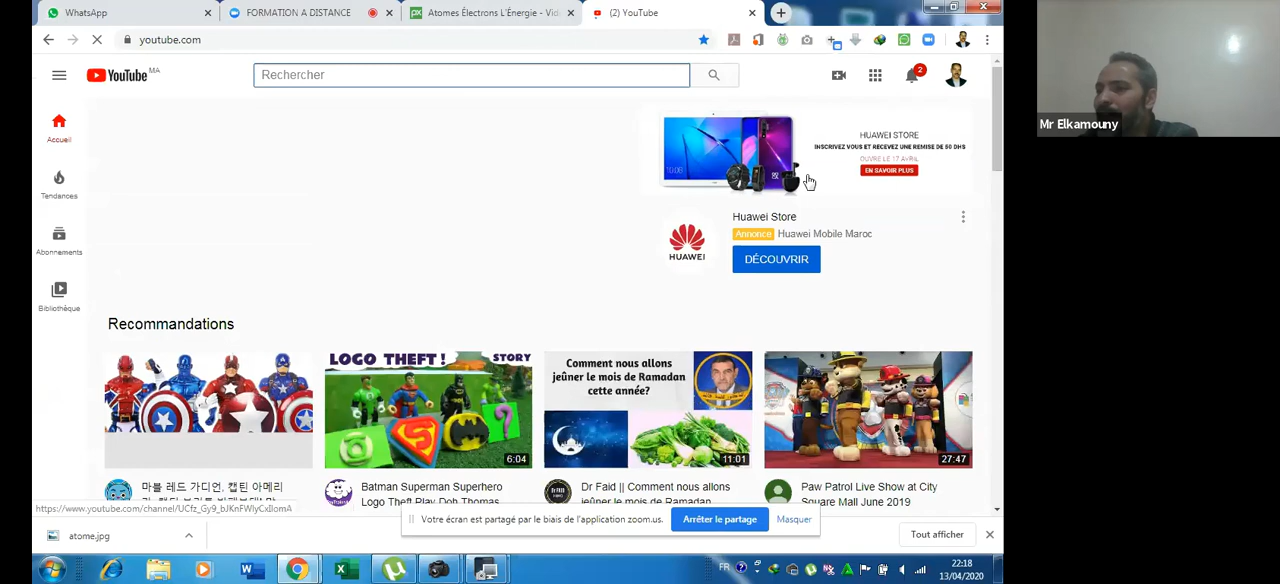 WhatsApp
FORMATION A DISTANCE
Atomes Électrons L'Énergie - Vid
(2) YouTube
youtube.com
YouTube MA
Rechercher
2
Mr Elkamouny
Accueil
Tendances
Abonnements
Bibliothèque
HUAWEI STORE
INSCRIVEZ VOUS ET RECEVEZ UNE REMISE DE 50 DHS
OUVRE LE 17 AVRIL
EN SAVOIR PLUS
HUAWEI
Huawei Store
Annonce Huawei Mobile Maroc
DÉCOUVRIR
Recommandations
LOGO THEFT! STORY
6:04
Comment nous allons
jeûner le mois de Ramadan
cette année?
11:01
27:47
마블 레드 가디언. 캡틴 아메리
Batman Superman Superhero
Logo Theft Play Doh Thomas
Dr Faid || Comment nous allons
jeûner le mois de Ramadan
Paw Patrol Live Show at City
Square Mall June 2019
Votre écran est partagé par le biais de l'application zoom.us.
Arrêter le partage
Masquer
atome.jpg
Tout afficher
FR
22:18
13/04/2020